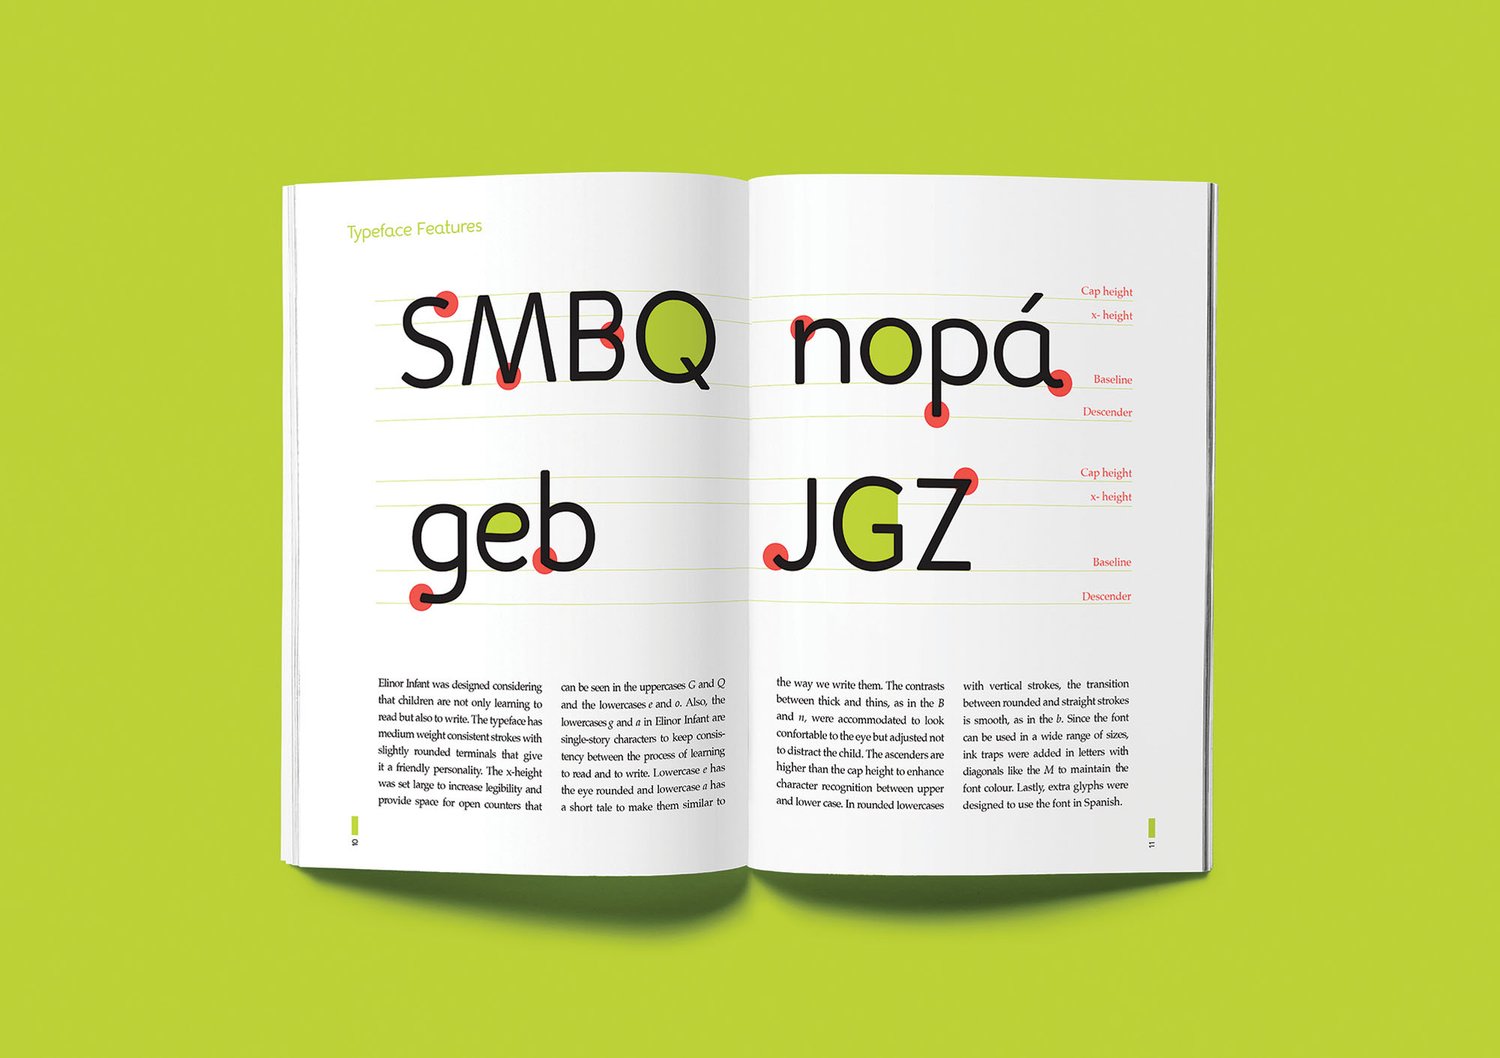 Typeface Features
SMBQ
nopá
Cap height
x- height
Baseline
Descender
geb
JGZ
Cap height
x- height
Baseline
Descender
Elinor Infant was designed considering
that children are not only learning to
read but also to write. The typeface has
medium weight consistent strokes with
slightly rounded terminals that give
it a friendly personality. The x-height
was set large to increase legibility and
provide space for open counters that
can be seen in the uppercases G and Q
and the lowercases e and o. Also, the
lowercases g and a in Elinor Infant are
single-story characters to keep consis-
tency between the process of learning
to read and to write. Lowercase e has
the eye rounded and lowercase a has
a short tale to make them similar to
the way we write them. The contrasts
between thick and thins, as in the B
and n, were accommodated to look
confortable to the eye but adjusted not
to distract the child. The ascenders are
higher than the cap height to enhance
character recognition between upper
and lower case. In rounded lowercases
with vertical strokes, the transition
between rounded and straight strokes
is smooth, as in the b. Since the font
can be used in a wide range of sizes,
ink traps were added in letters with
diagonals like the M to maintain the
font colour. Lastly, extra glyphs were
designed to use the font in Spanish.
10
11